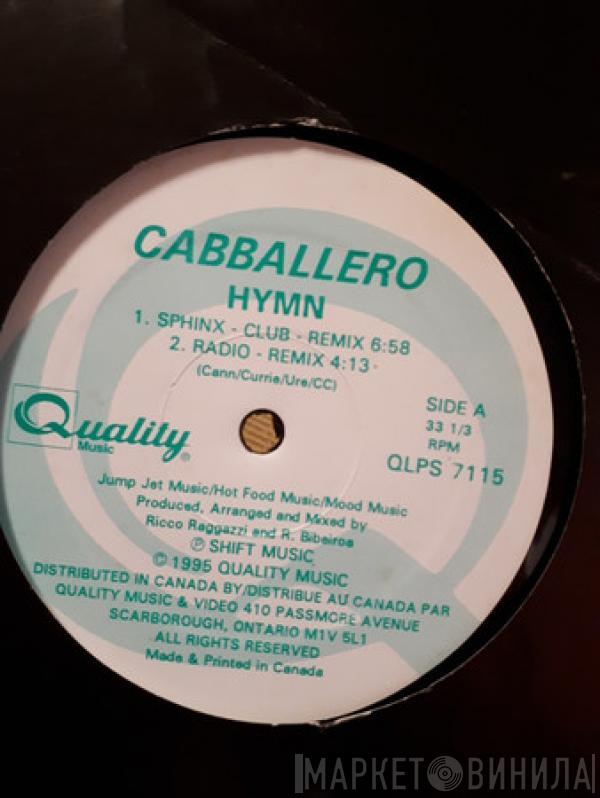 CABBALLERO
HYMN
1. SPHINX - CLUB - REMIX 6:58
2. RADIO - REMIX 4:13
(Cann/Currie/Ure/CC)
Quality
Music
®
SIDE A
33 1/3
RPM
QLPS 7115
Jump Jet Music/Hot Food Music/Mood Music
Produced, Arranged and Mixed by
Ricco Raggazzi and R. Bibeiros
℗ SHIFT MUSIC
© 1995 QUALITY MUSIC
DISTRIBUTED IN CANADA BY/DISTRIBUE AU CANADA PAR
QUALITY MUSIC & VIDEO 410 PASSMORE AVENUE
SCARBOROUGH, ONTARIO M1V 5L1
ALL RIGHTS RESERVED
Made & Printed in Canada
МАРКЕТ ВИНИЛА